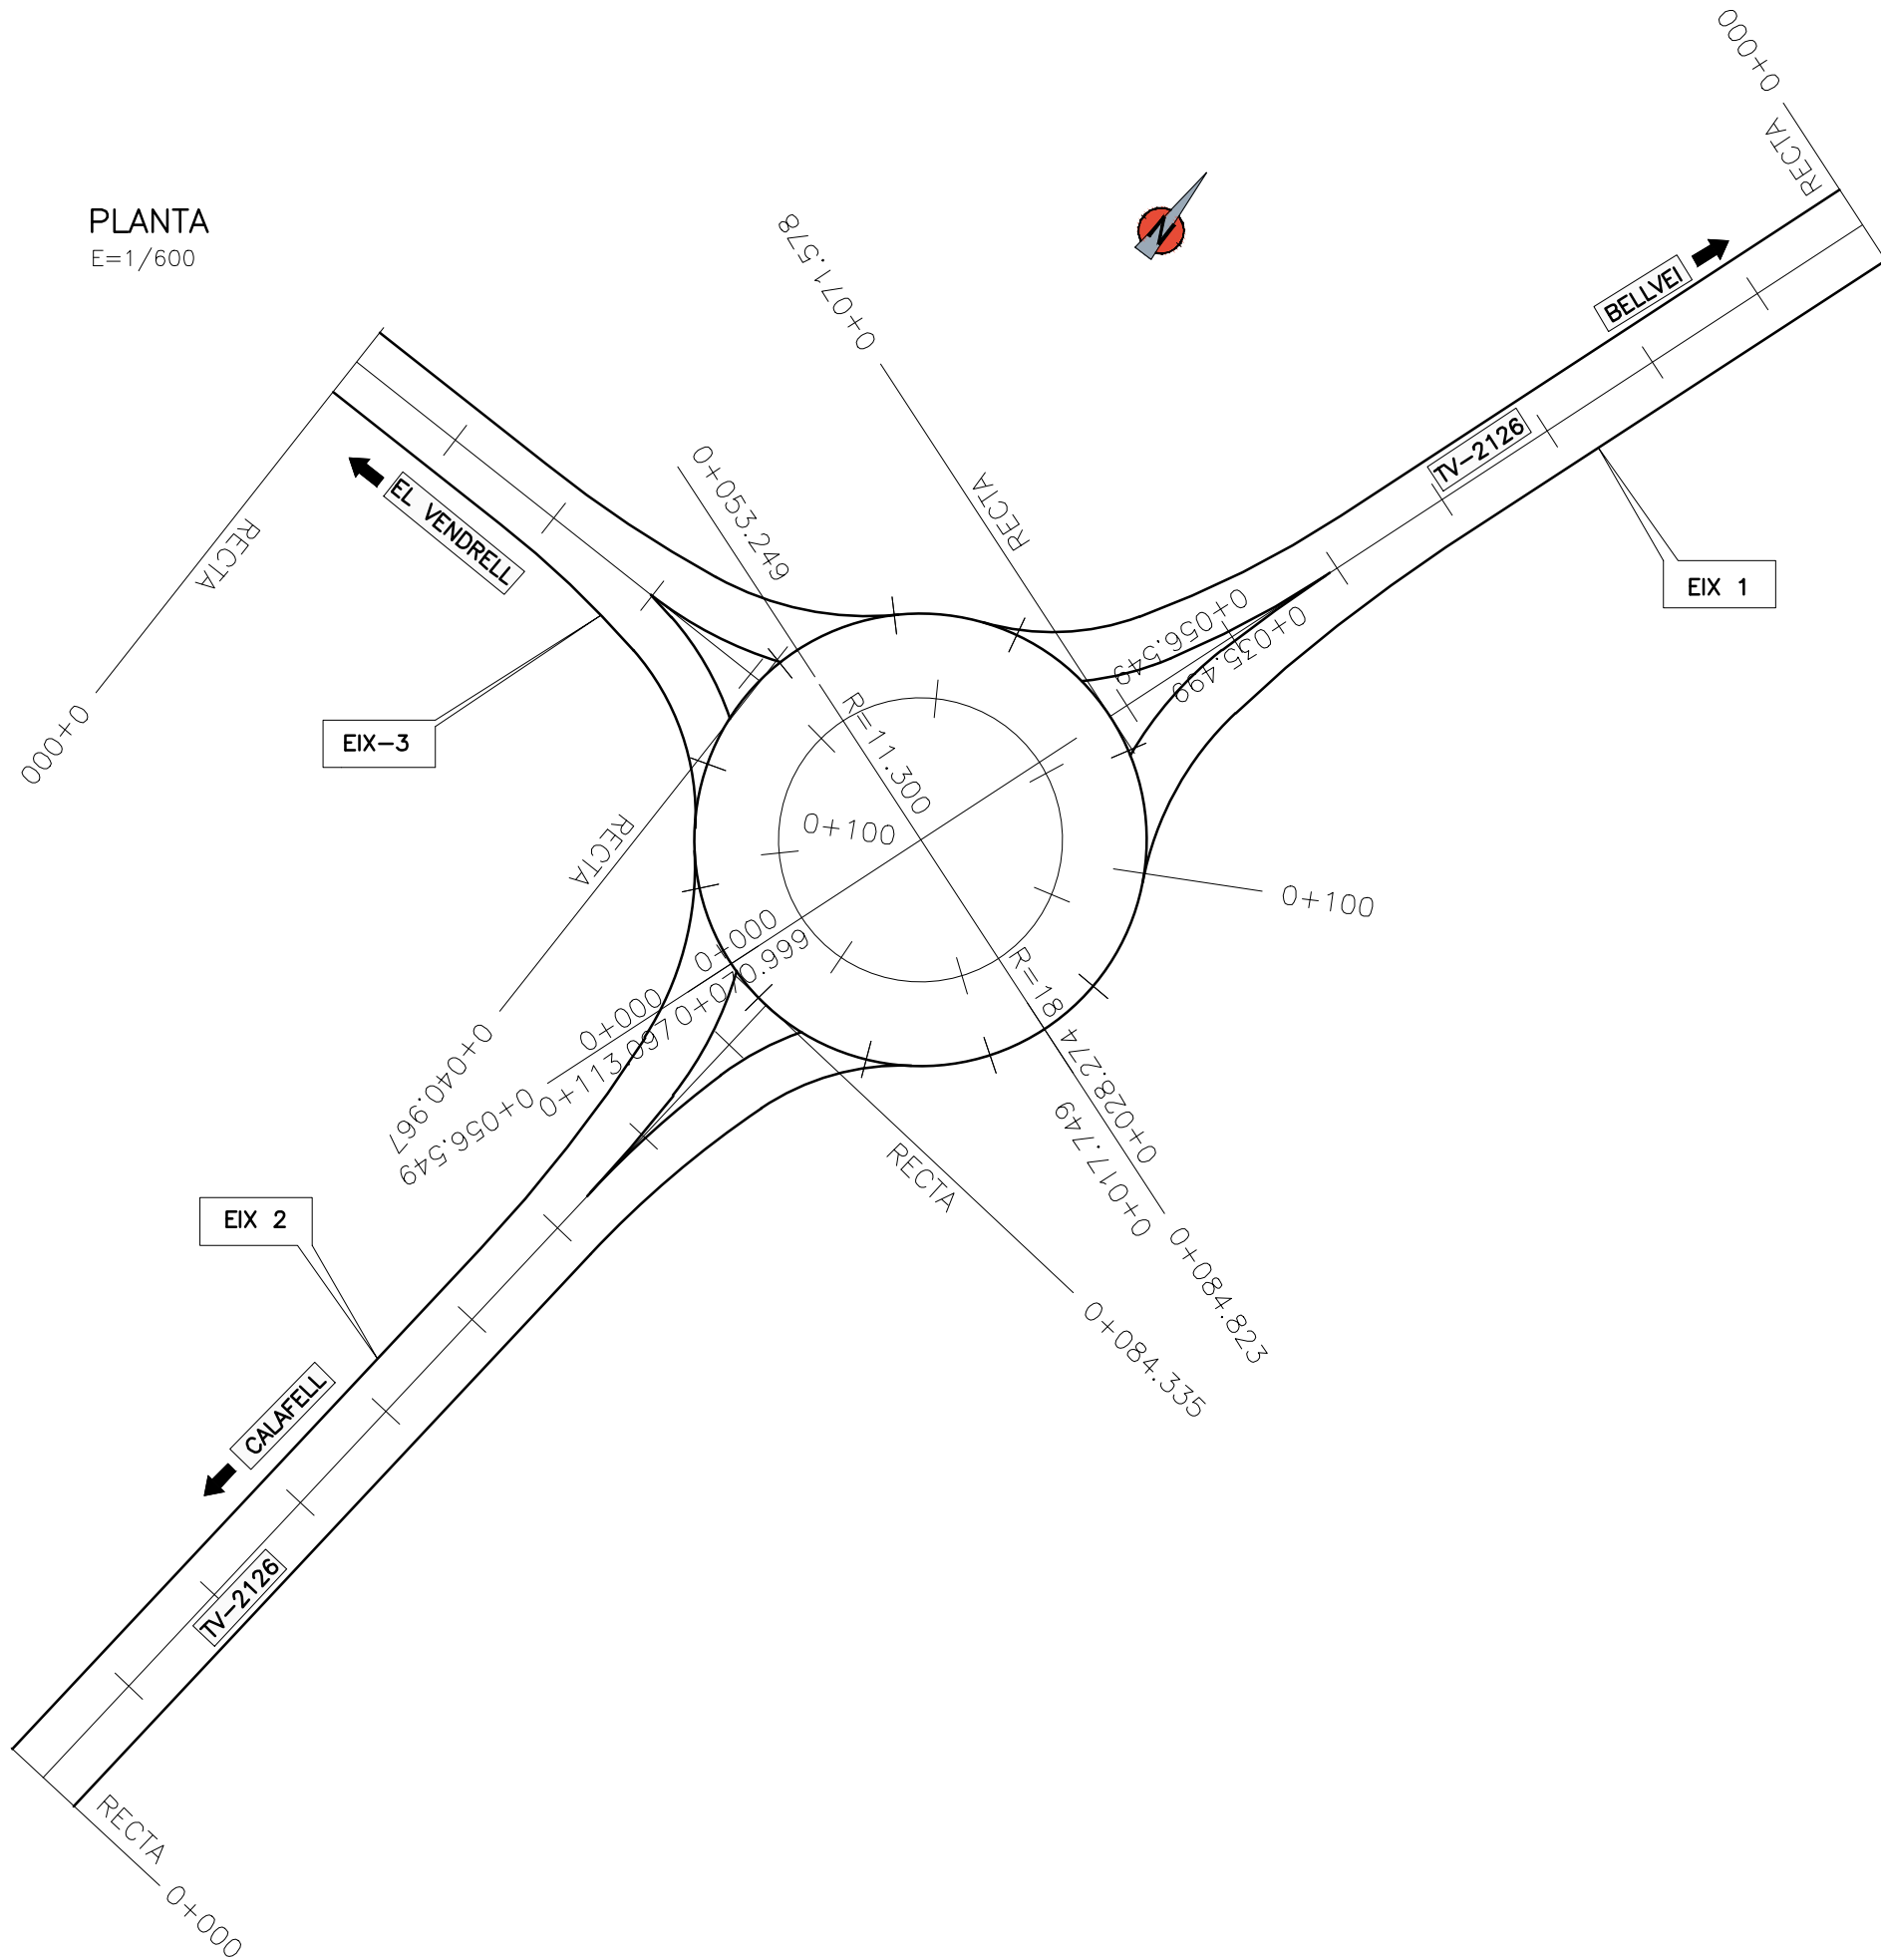 PLANTA
E=1/600
N
0+000
RECTA
BELLVEI
TV-2126
EIX 1
0+071.578
RECTA
0+053.249
EL VENDRELL
RECTA
0+000
EIX-3
0+056.549
0+035.499
R=11.300
0+100
0+100
RECTA
0+040.967
0+000
0+070.999
0+000
0+113.097
0+056.549
R=18
0+028.274
0+017.749
0+084.823
RECTA
0+084.335
EIX 2
CALAFELL
TV-2126
RECTA
0+000